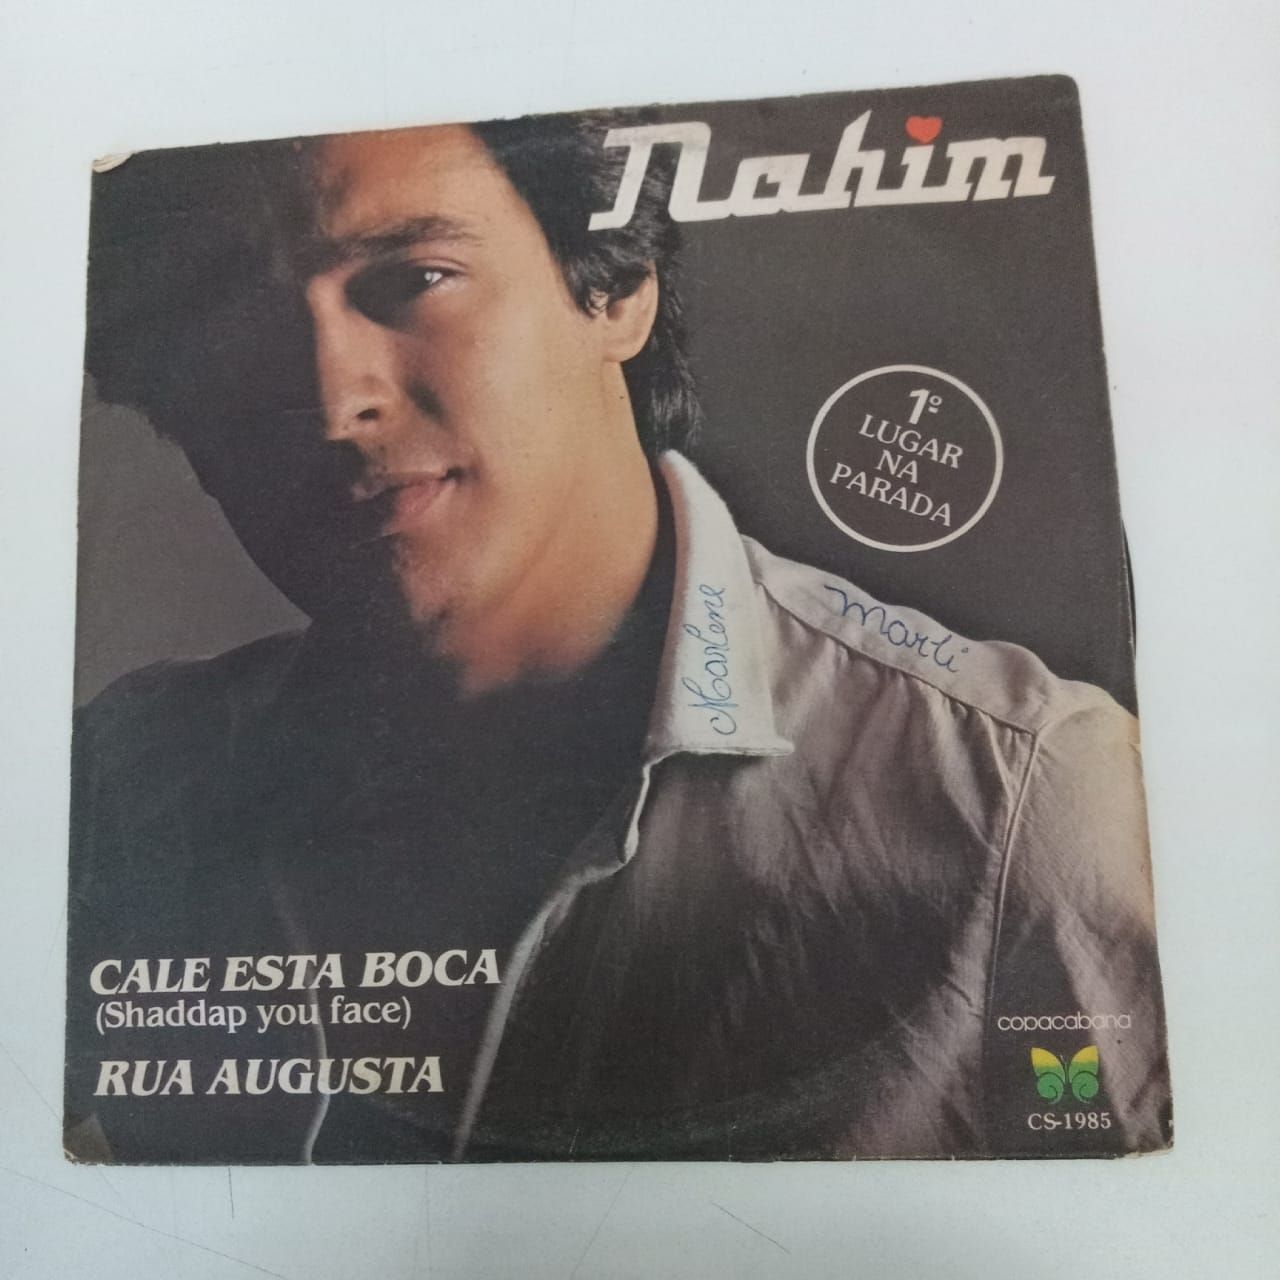 Nahim
1º
LUGAR
NA
PARADA
Marlene
Marli
CALE ESTA BOCA
(Shaddap you face)
RUA AUGUSTA
copacabana
CS-1985